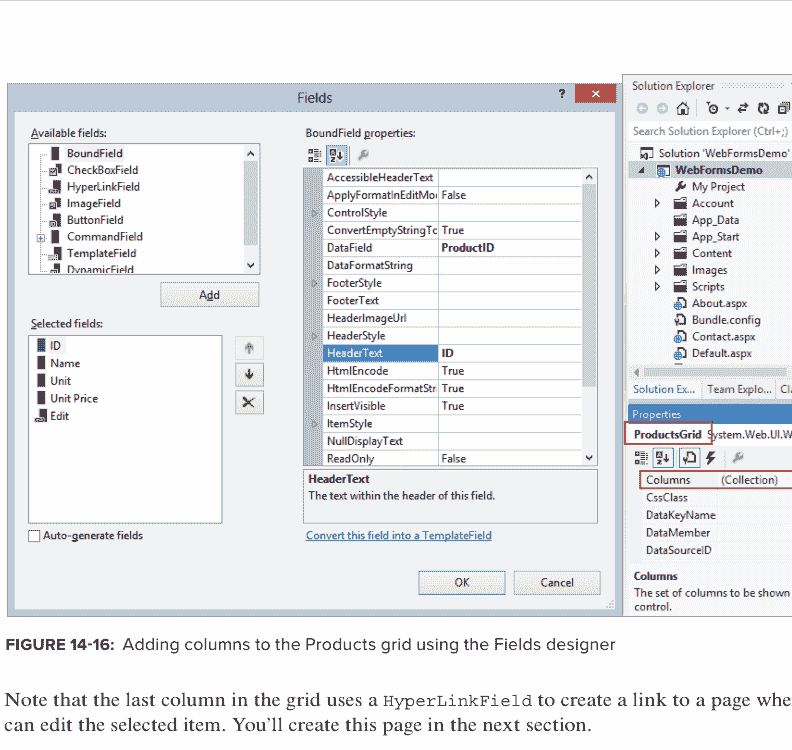 Fields
?
Available fields:
BoundField
CheckBoxField
HyperLinkField
ImageField
ButtonField
CommandField
TemplateField
DynamicField
Add
Selected fields:
ID
Name
Unit
Unit Price
Edit
Auto-generate fields
BoundField properties:
AccessibleHeaderText
ApplyFormatInEditMo False
ControlStyle
ConvertEmptyStringTo True
DataField ProductID
DataFormatString
FooterStyle
FooterText
HeaderImageUrl
HeaderStyle
HeaderText ID
HtmlEncode True
HtmlEncodeFormatStr True
InsertVisible True
ItemStyle
NullDisplayText
ReadOnly False
HeaderText
The text within the header of this field.
Convert this field into a TemplateField
OK Cancel
Solution Explorer
Search Solution Explorer (Ctrl+;)
Solution 'WebFormsDemo'
WebFormsDemo
My Project
Account
App_Data
App_Start
Content
Images
Scripts
About.aspx
Bundle.config
Contact.aspx
Default.aspx
Solution Ex... Team Explo... Cl
Properties
ProductsGrid System.Web.UI.W
Columns (Collection)
CssClass
DataKeyName
DataMember
DataSourceID
Columns
The set of columns to be shown
control.
FIGURE 14-16: Adding columns to the Products grid using the Fields designer
Note that the last column in the grid uses a HyperLinkField to create a link to a page whe
can edit the selected item. You'll create this page in the next section.